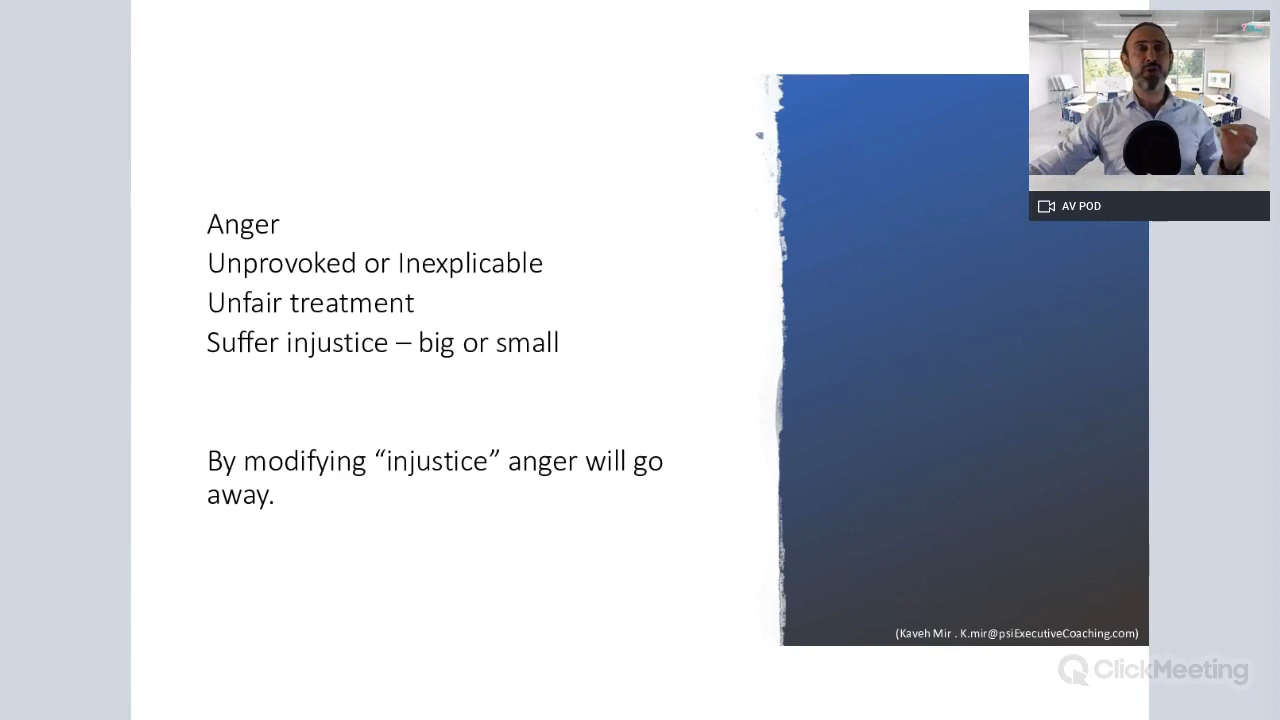 AV POD
Anger
Unprovoked or Inexplicable
Unfair treatment
Suffer injustice – big or small
By modifying “injustice” anger will go
away.
(Kaveh Mir . K.mir@psiExecutiveCoaching.com)
ClickMeeting